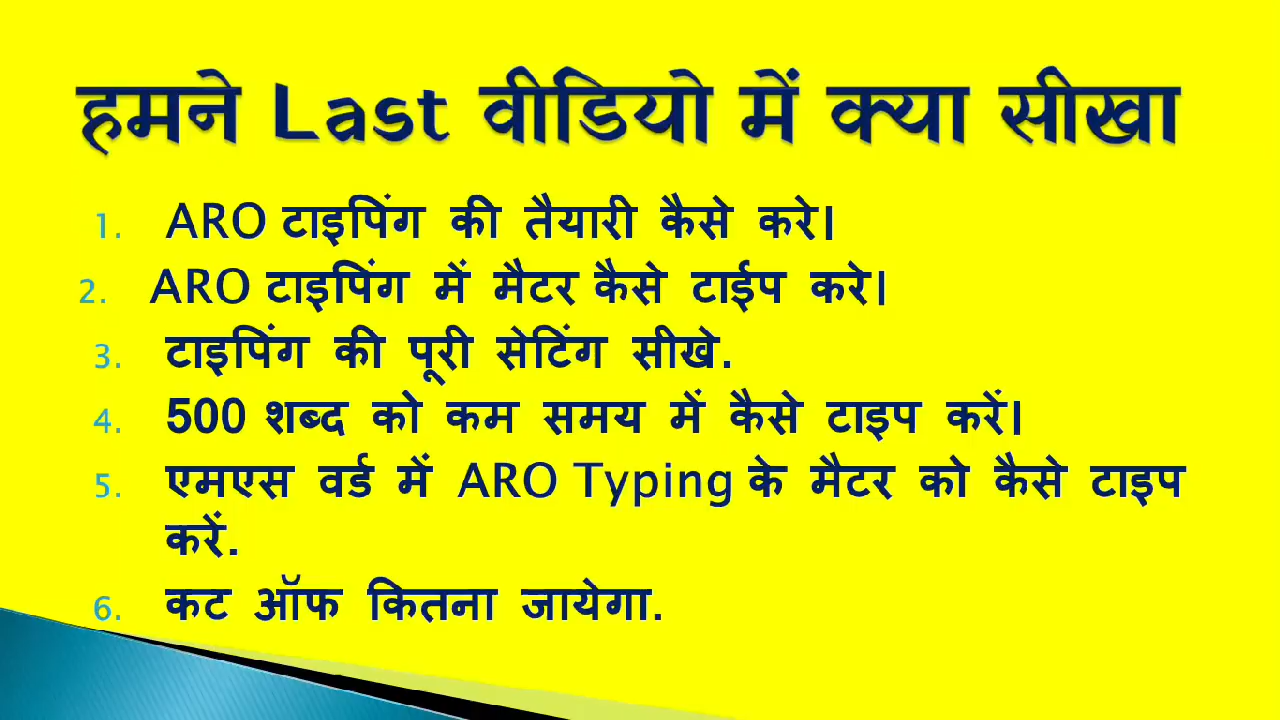 हमने Last वीडियो में क्या सीखा
1. ARO टाइपिंग की तैयारी कैसे करे।
2. ARO टाइपिंग में मैटर कैसे टाईप करे।
3. टाइपिंग की पूरी सेटिंग सीखे.
4. 500 शब्द को कम समय में कैसे टाइप करें।
5. एमएस वर्ड में ARO Typing के मैटर को कैसे टाइप
करें.
6. कट ऑफ कितना जायेगा.